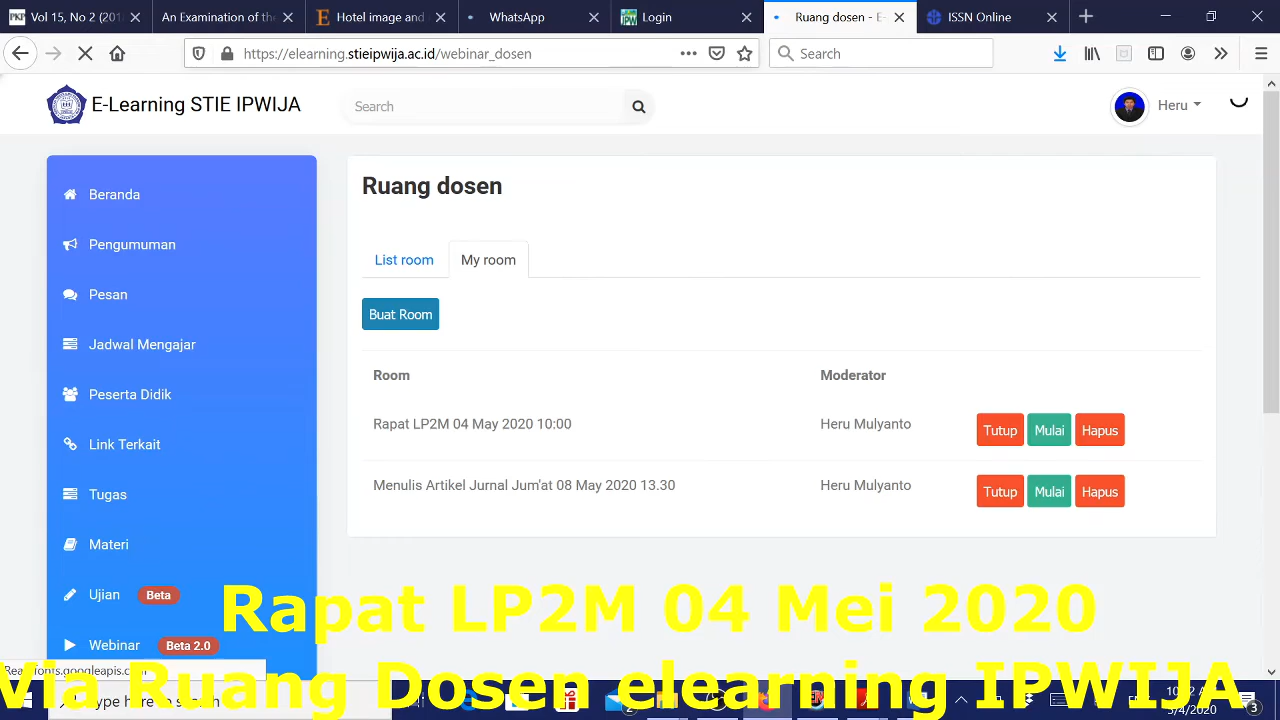 Vol 15,
An Examination of the
Hotel image and
WhatsApp
Login
Ruang dosen - E-
ISSN Online
https://elearning.stieipwija.ac.id/webinar_dosen
Search
E-Learning STIE IPWIJA
Search
Heru
Beranda
Pengumuman
Pesan
Jadwal Mengajar
Peserta Didik
Link Terkait
Tugas
Materi
Ujian Beta
Webinar Beta 2.0
Ruang dosen
List room
My room
Buat Room
Room Moderator
Rapat LP2M 04 May 2020 10:00 Heru Mulyanto Tutup Mulai Hapus
Menulis Artikel Jurnal Jum'at 08 May 2020 13.30 Heru Mulyanto Tutup Mulai Hapus
Rapat LP2M 04 Mei 2020
Via Ruang Dosen elearning IPWIJA